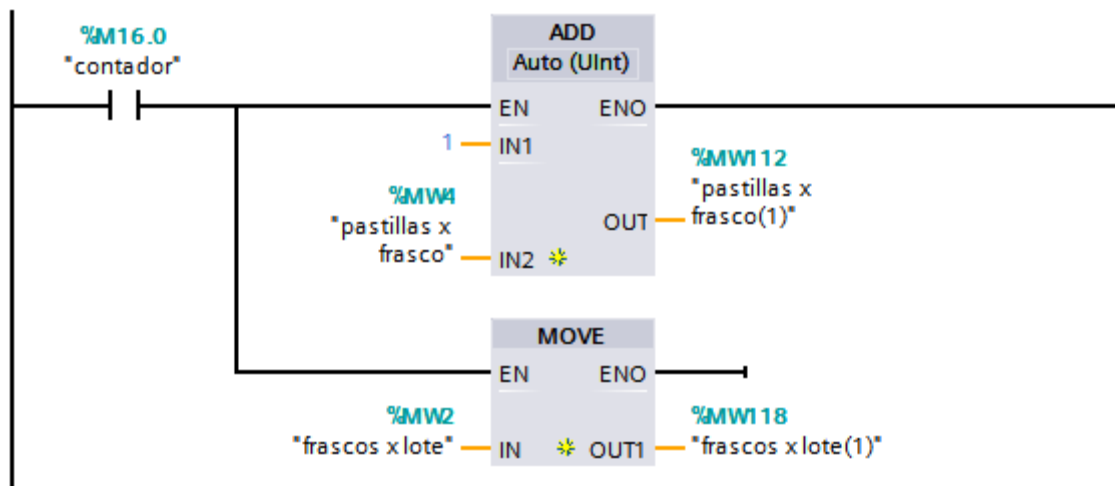 %M16.0
"contador"
ADD
Auto (UInt)
EN
ENO
1
IN1
%MW4
"pastillas x
frasco"
IN2
OUT
%MW112
"pastillas x
frasco(1)"
MOVE
EN
ENO
%MW2
"frascos x lote"
IN
OUT1
%MW118
"frascos x lote(1)"